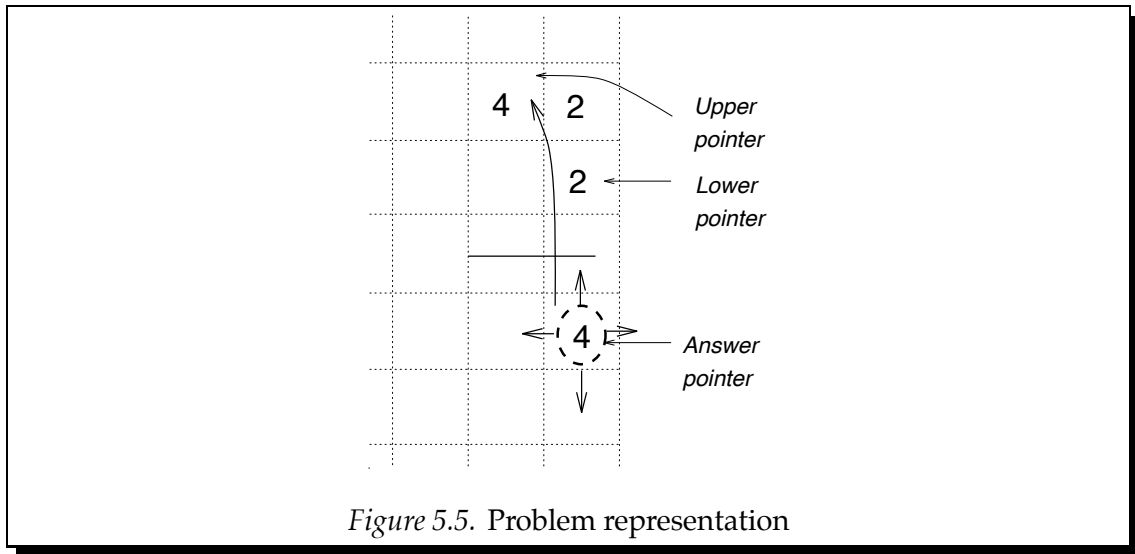 4 2 Upper
pointer
2 Lower
pointer
4 Answer
pointer
Figure 5.5. Problem representation